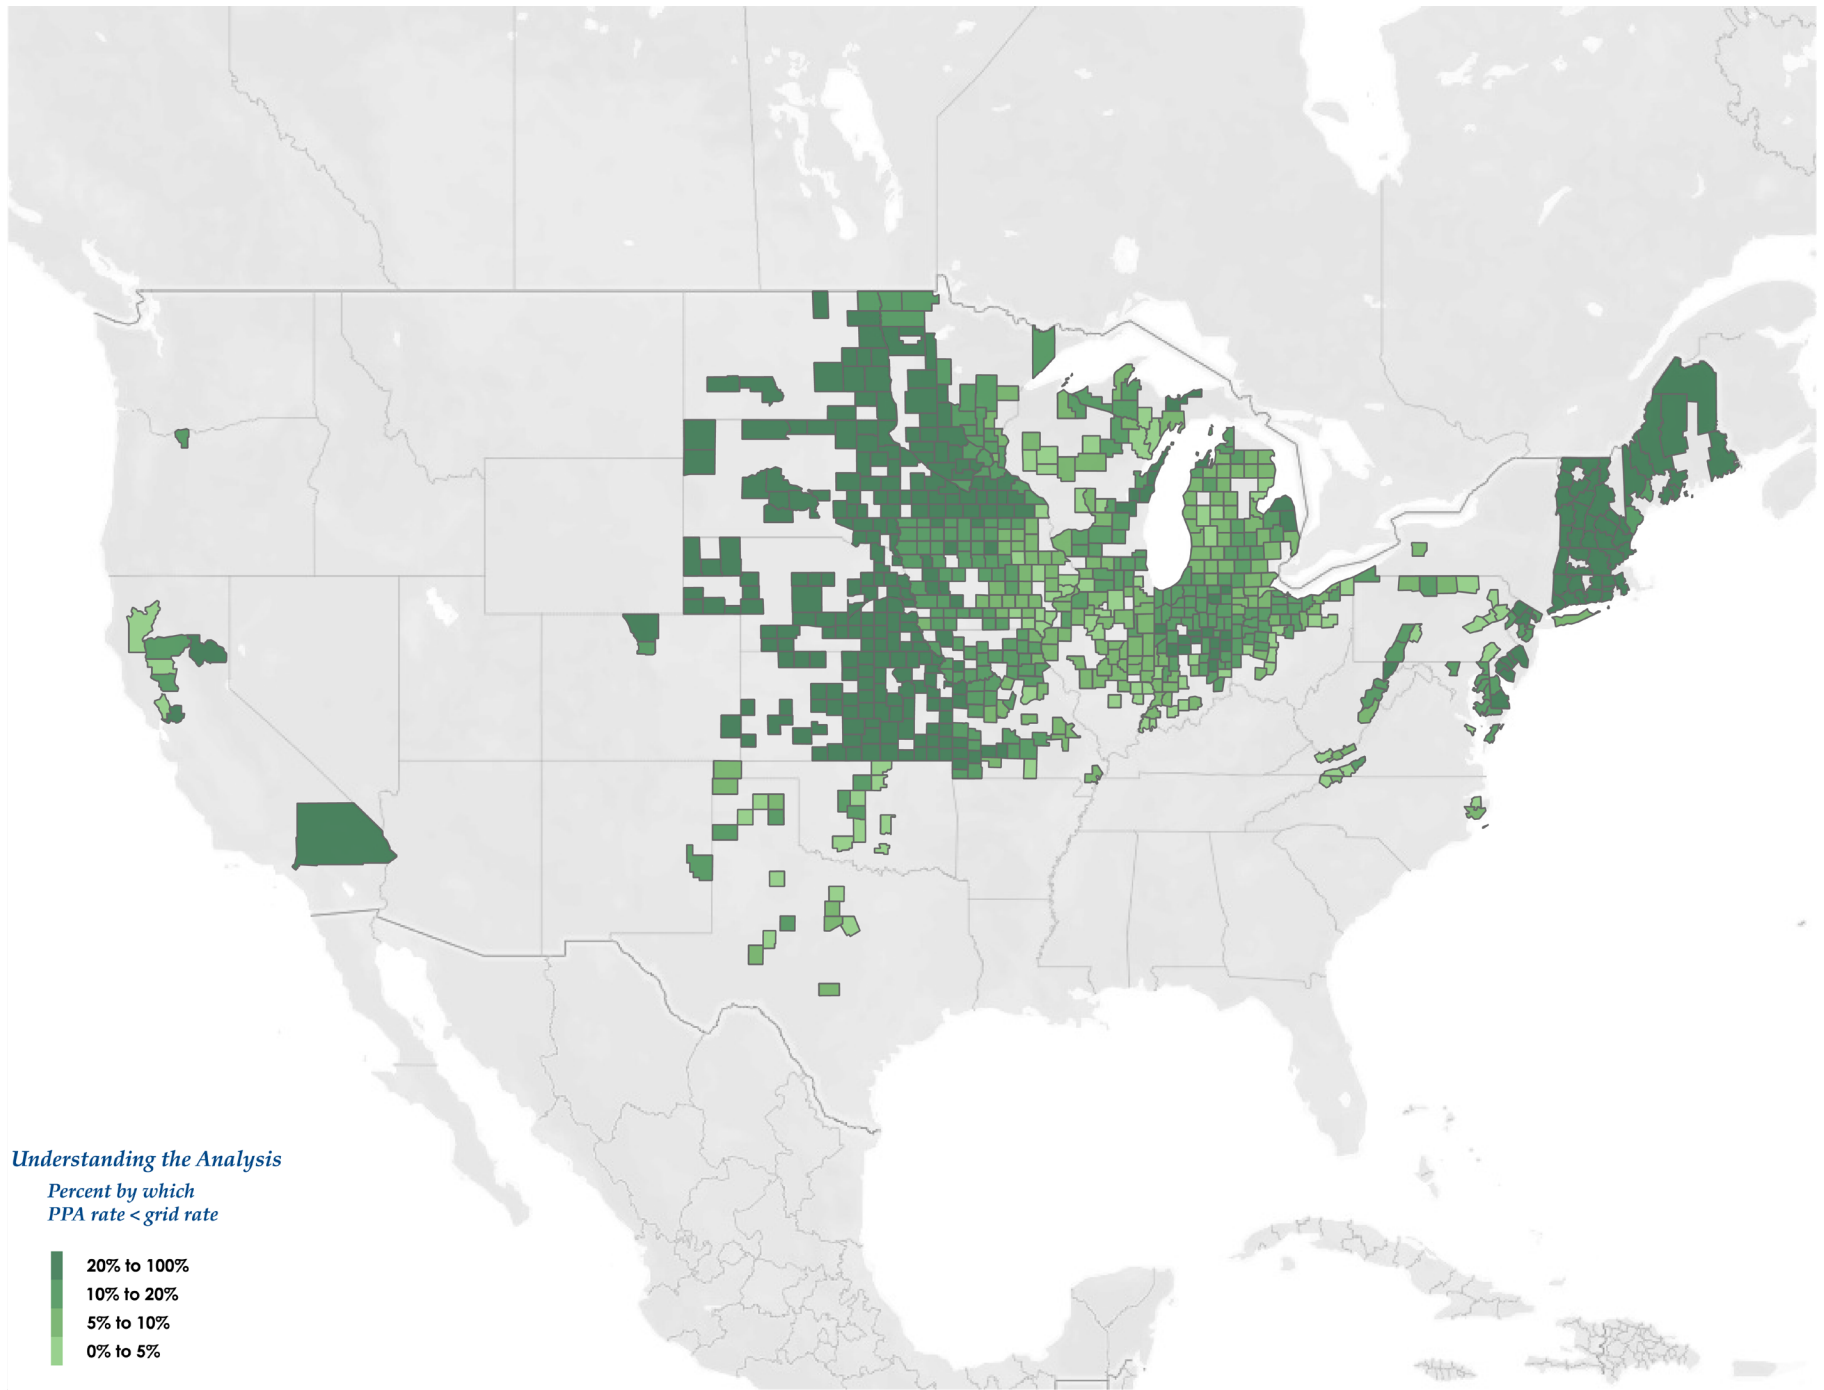 Understanding the Analysis
Percent by which
PPA rate < grid rate
20% to 100%
10% to 20%
5% to 10%
0% to 5%